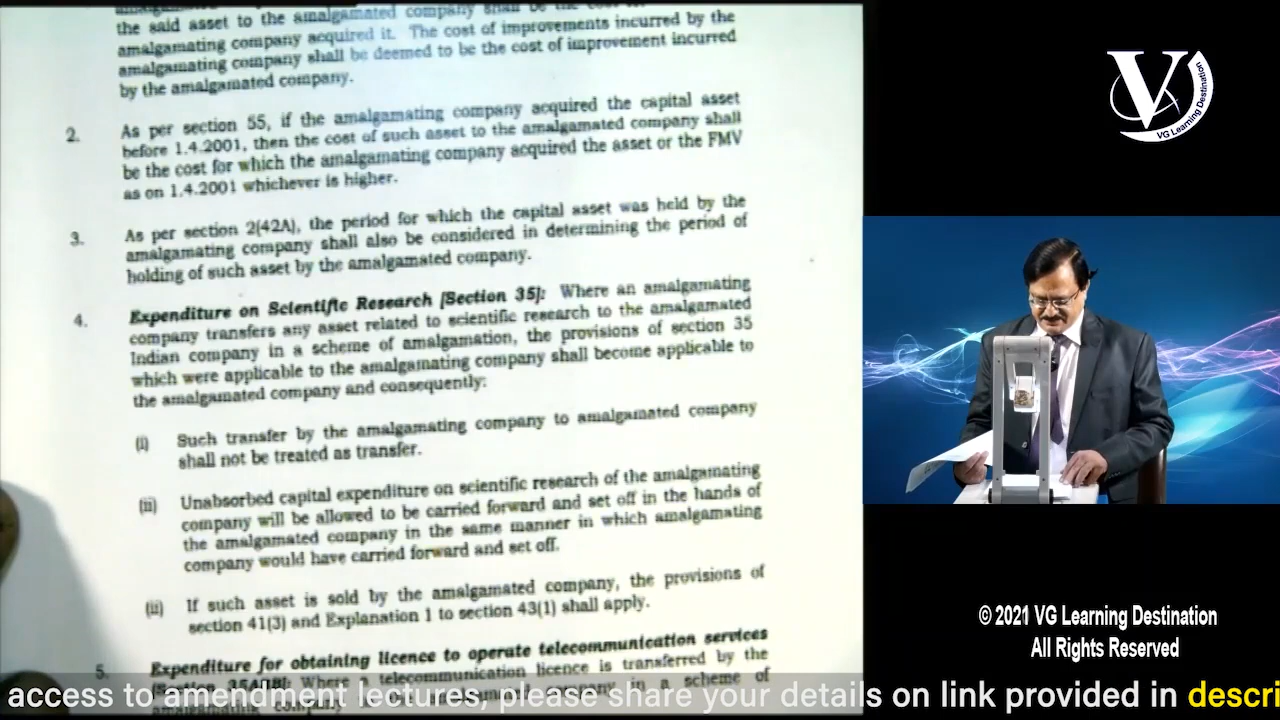 the said asset to the amalgamated company shall be the cost
amalgamating company acquired it. The cost of improvements incurred by the
amalgamating company shall be deemed to be the cost of improvement incurred
by the amalgamated company.
2. As per section 55, if the amalgamating company acquired the capital asset
before 1.4.2001, then the cost of such asset to the amalgamated company shall
be the cost for which the amalgamating company acquired the asset or the FMV
as on 1.4.2001 whichever is higher.
3. As per section 2(42A), the period for which the capital asset was held by the
amalgamating company shall also be considered in determining the period of
holding of such asset by the amalgamated company.
4. Expenditure on Scientific Research [Section 35]: Where an amalgamating
company transfers any asset related to scientific research to the amalgamated
Indian company in a scheme of amalgamation, the provisions of section 35
which were applicable to the amalgamating company shall become applicable to
the amalgamated company and consequently:
(i) Such transfer by the amalgamating company to amalgamated company
shall not be treated as transfer.
(ii) Unabsorbed capital expenditure on scientific research of the amalgamating
company will be allowed to be carried forward and set off in the hands of
the amalgamated company in the same manner in which amalgamating
company would have carried forward and set off.
(ii) If such asset is sold by the amalgamated company, the provisions of
section 41(3) and Explanation 1 to section 43(1) shall apply.
5. Expenditure for obtaining licence to operate telecommunication services
Where a telecommunication licence is transferred by the
in a scheme of
V
VG Learning Destination
© 2021 VG Learning Destination
All Rights Reserved
access to amendment lectures, please share your details on link provided in descri